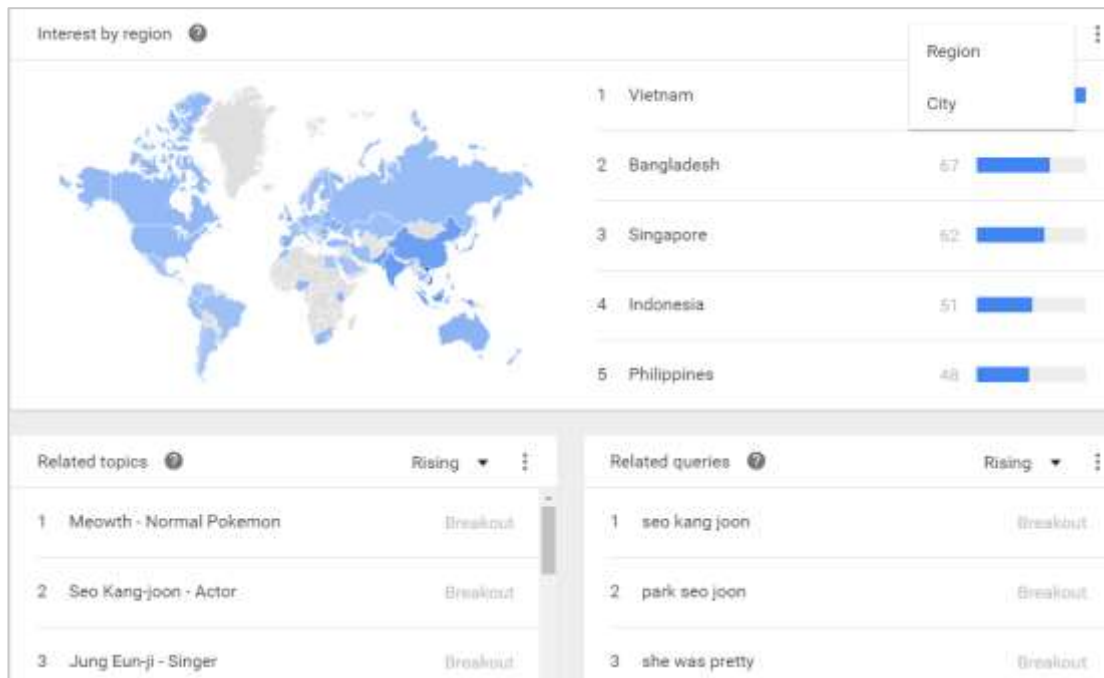 Interest by region
Region
City
1 Vietnam
2 Bangladesh 67
3 Singapore 62
4 Indonesia 51
5 Philippines 48
Related topics Rising
1 Meowth - Normal Pokemon Breakout
2 Seo Kang-joon - Actor Breakout
3 Jung Eun-ji - Singer Breakout
Related queries Rising
1 seo kang joon Breakout
2 park seo joon Breakout
3 she was pretty Breakout